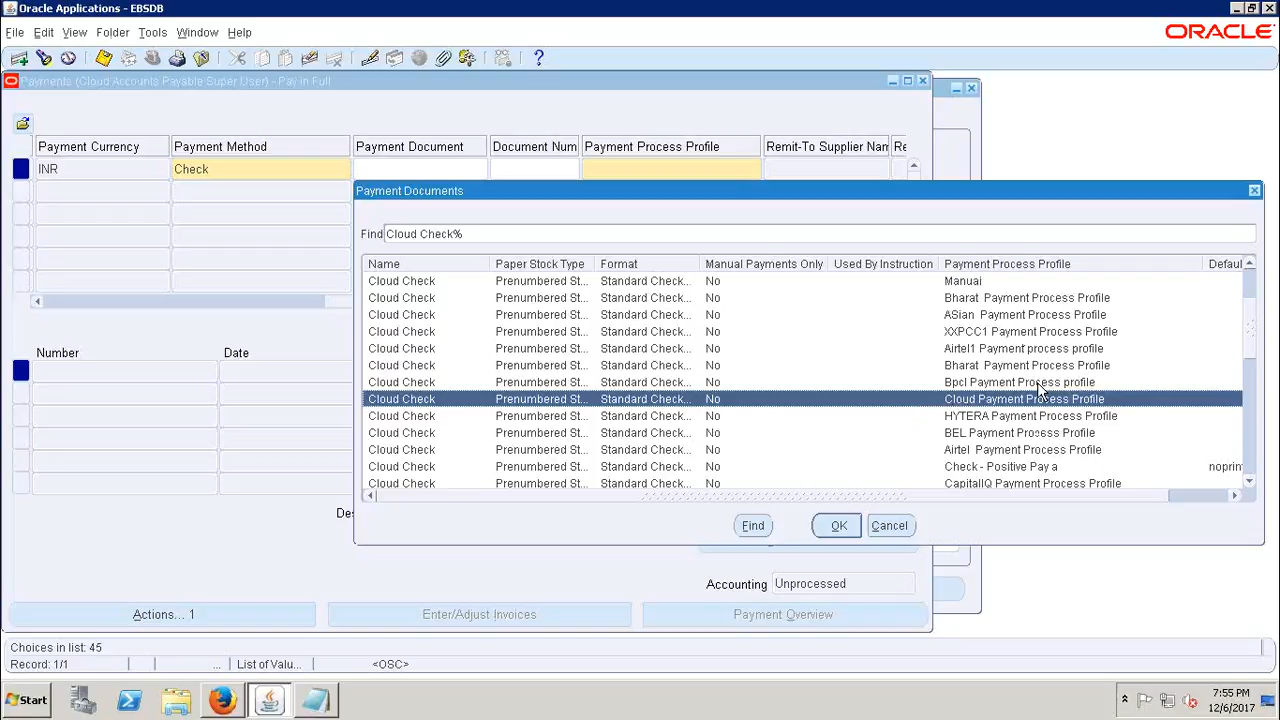 Oracle Applications - EBSDB
File Edit View Folder Tools Window Help
ORACLE
Payments (Cloud Accounts Payable Super User) - Pay in Full
Payment Currency Payment Method Payment Document Document Num Payment Process Profile Remit-To Supplier Nam Re
INR Check
Payment Documents
Find Cloud Check%
Name Paper Stock Type Format Manual Payments Only Used By Instruction Payment Process Profile Defaul
Cloud Check Prenumbered St... Standard Check... No Manual
Cloud Check Prenumbered St... Standard Check... No Bharat Payment Process Profile
Cloud Check Prenumbered St... Standard Check... No ASian Payment Process Profile
Cloud Check Prenumbered St... Standard Check... No XXPCC1 Payment Process Profile
Cloud Check Prenumbered St... Standard Check... No Airtel1 Payment process profile
Cloud Check Prenumbered St... Standard Check... No Bharat Payment Process Profile
Cloud Check Prenumbered St... Standard Check... No Bpcl Payment Process profile
Cloud Check Prenumbered St... Standard Check... No Cloud Payment Process Profile
Cloud Check Prenumbered St... Standard Check... No HYTERA Payment Process Profile
Cloud Check Prenumbered St... Standard Check... No BEL Payment Process Profile
Cloud Check Prenumbered St... Standard Check... No Airtel Payment Process Profile
Cloud Check Prenumbered St... Standard Check... No Check - Positive Pay a noprin
Cloud Check Prenumbered St... Standard Check... No CapitalIQ Payment Process Profile
Number Date
Find OK Cancel
Des
Accounting Unprocessed
Actions... 1 Enter/Adjust Invoices Payment Overview
Choices in list: 45
Record: 1/1 ... List of Valu... <OSC>
Start
7:55 PM
12/6/2017